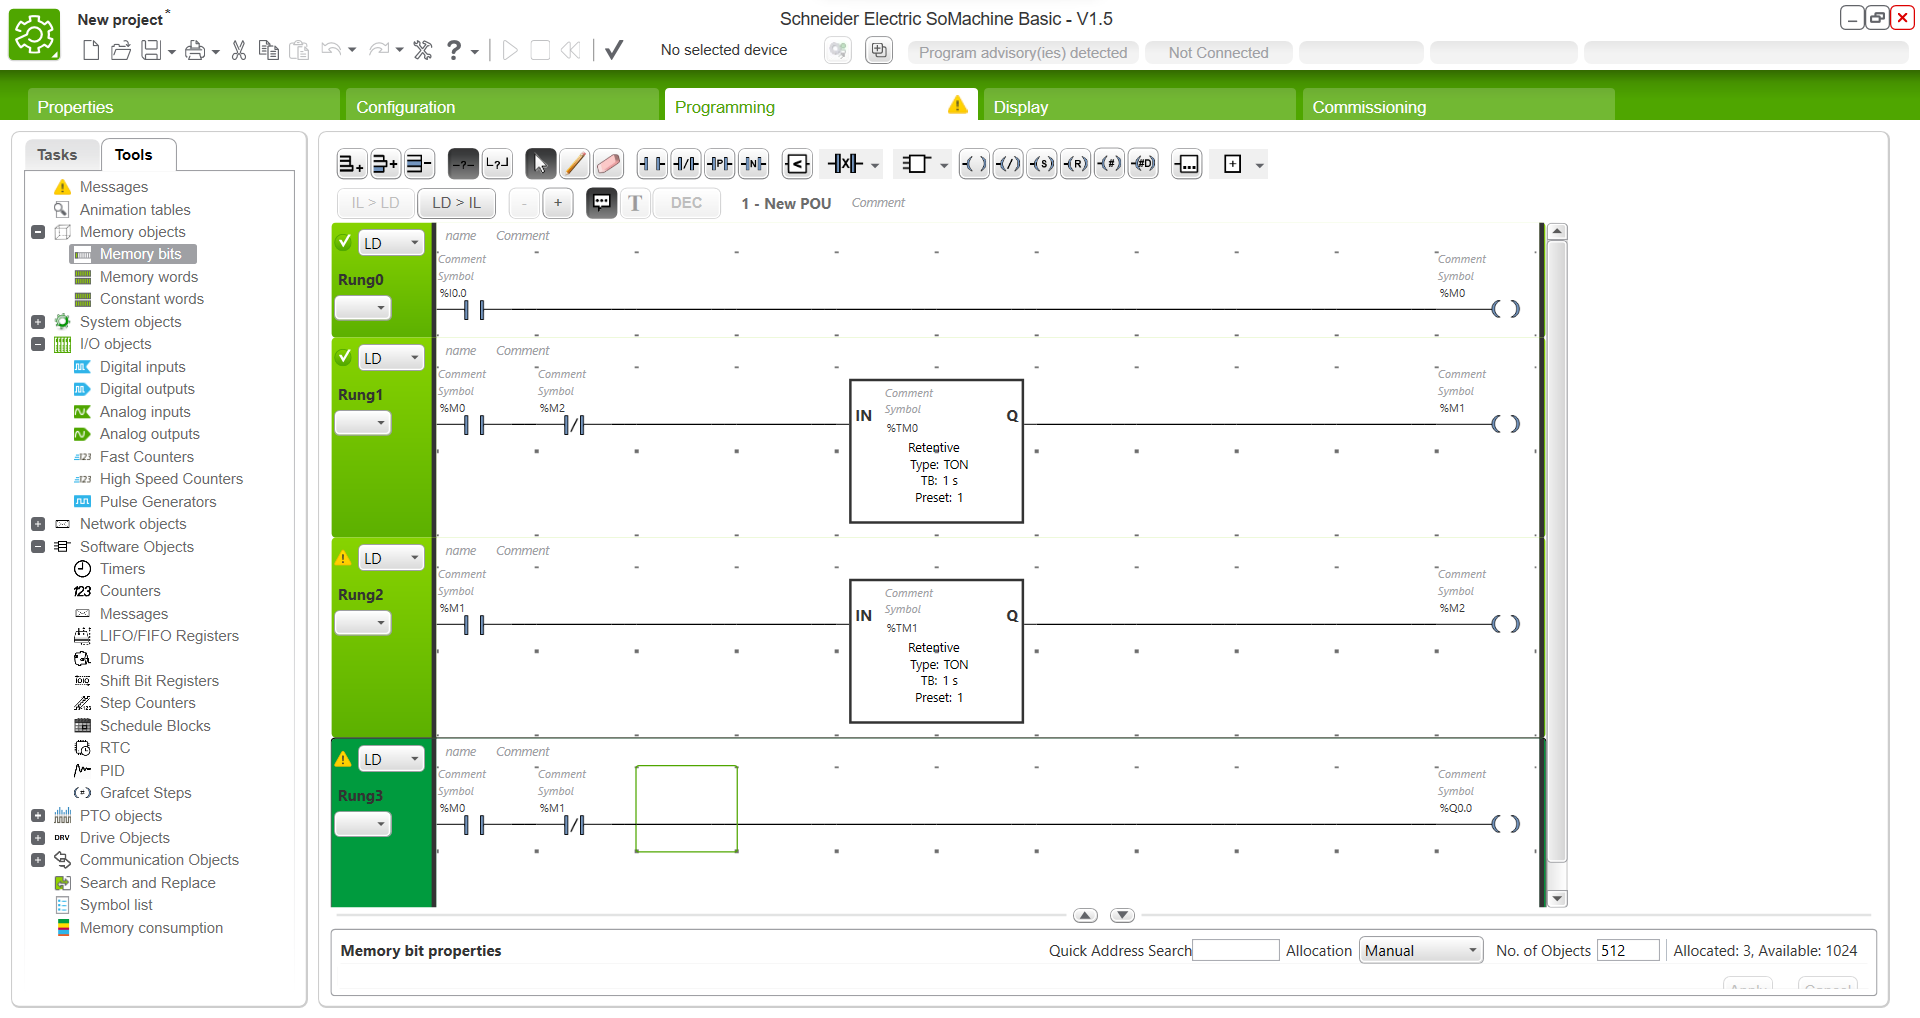 New project *
Schneider Electric SoMachine Basic - V1.5
No selected device
Program advisory(ies) detected
Not Connected
Properties
Configuration
Programming
Display
Commissioning
Tasks
Tools
Messages
Animation tables
Memory objects
Memory bits
Memory words
Constant words
System objects
I/O objects
Digital inputs
Digital outputs
Analog inputs
Analog outputs
Fast Counters
High Speed Counters
Pulse Generators
Network objects
Software Objects
Timers
Counters
Messages
LIFO/FIFO Registers
Drums
Shift Bit Registers
Step Counters
Schedule Blocks
RTC
PID
Grafcet Steps
PTO objects
Drive Objects
Communication Objects
Search and Replace
Symbol list
Memory consumption
IL > LD
LD > IL
-
+
T
DEC
1 - New POU
Comment
LD
name Comment
Rung0
Comment
Symbol
%I0.0
Comment
Symbol
%M0
LD
name Comment
Rung1
Comment
Symbol
%M0
Comment
Symbol
%M2
Comment
Symbol
IN
Q
%TM0
Retentive
Type: TON
TB: 1 s
Preset: 1
Comment
Symbol
%M1
LD
name Comment
Rung2
Comment
Symbol
%M1
Comment
Symbol
IN
Q
%TM1
Retentive
Type: TON
TB: 1 s
Preset: 1
Comment
Symbol
%M2
LD
name Comment
Rung3
Comment
Symbol
%M0
Comment
Symbol
%M1
Comment
Symbol
%Q0.0
Memory bit properties
Quick Address Search
Allocation
Manual
No. of Objects
512
Allocated: 3, Available: 1024
Apply
Cancel